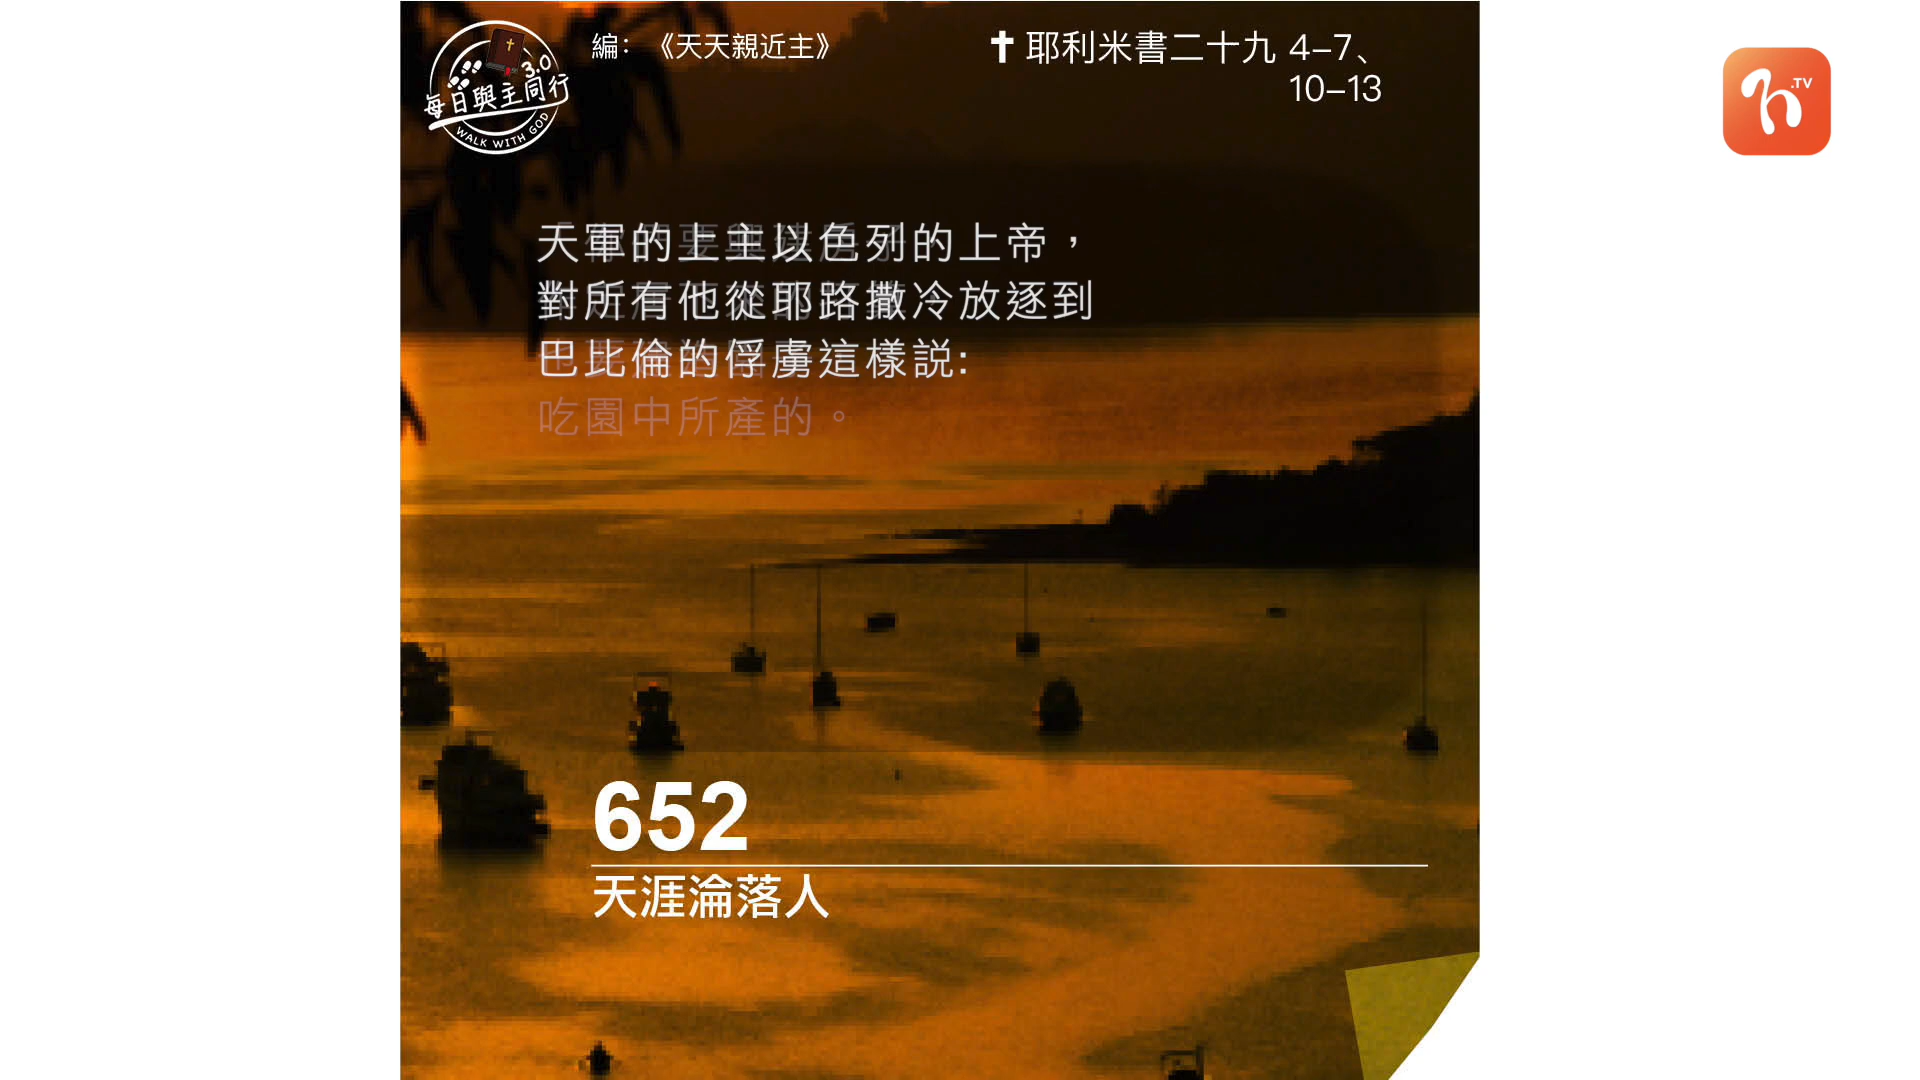 3.0
每日與主同行
WALK WITH GOD
編：《天天親近主》
耶利米書二十九 4–7、
10–13
.TV
天軍的上主以色列的上帝，
對所有他從耶路撒冷放逐到
巴比倫的俘虜這樣説:
吃園中所產的。
652
天涯淪落人